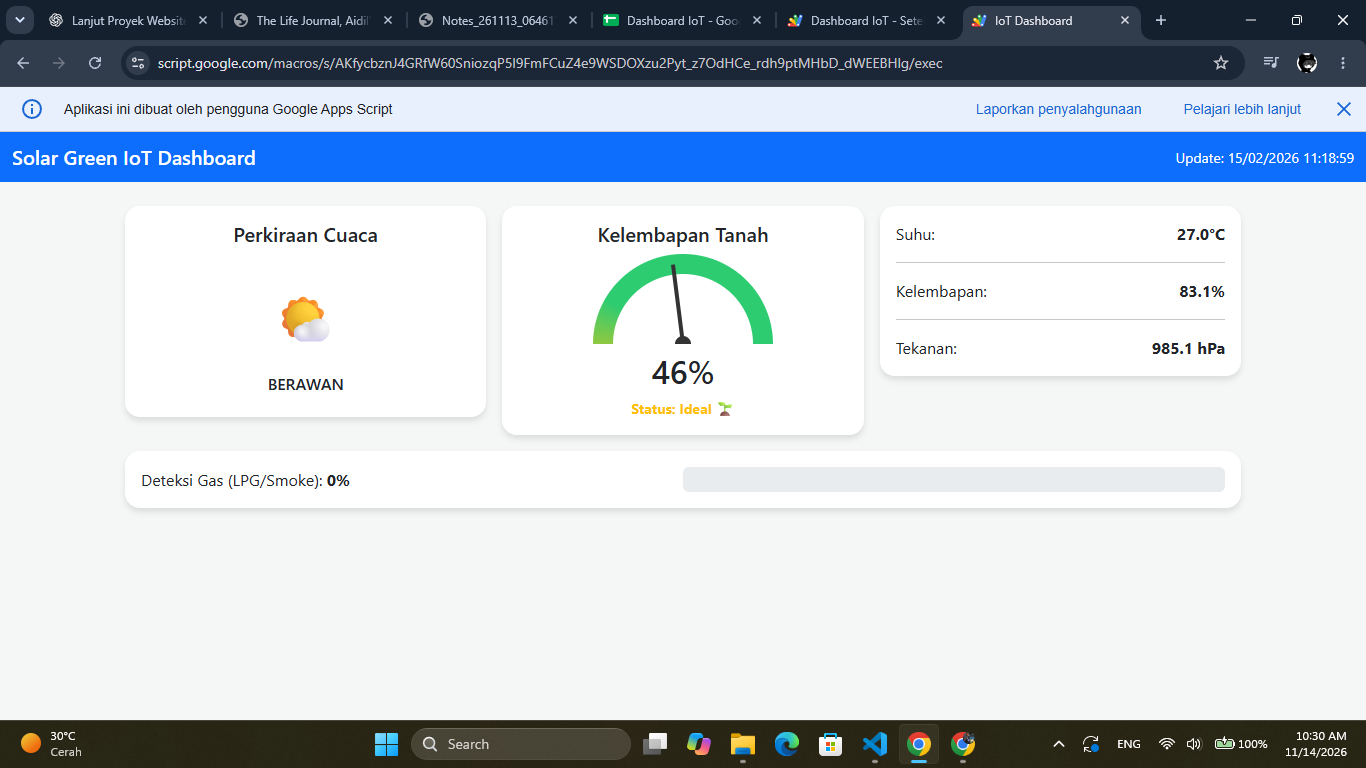 Lanjut Proyek Website
The Life Journal, Aidil
Notes_261113_06461
Dashboard IoT - Goo
Dashboard IoT - Sete
IoT Dashboard
script.google.com/macros/s/AKfycbznJ4GRfW60SniozqP5I9FmFCuZ4e9WSDOXzu2Pyt_z7OdHCe_rdh9ptMHbD_dWEEBHIg/exec
Aplikasi ini dibuat oleh pengguna Google Apps Script
Laporkan penyalahgunaan
Pelajari lebih lanjut
Solar Green IoT Dashboard
Update: 15/02/2026 11:18:59
Perkiraan Cuaca
BERAWAN
Kelembapan Tanah
46%
Status: Ideal 🌱
Suhu: 27.0°C
Kelembapan: 83.1%
Tekanan: 985.1 hPa
Deteksi Gas (LPG/Smoke): 0%
30°C
Cerah
Search
ENG
100%
10:30 AM
11/14/2026